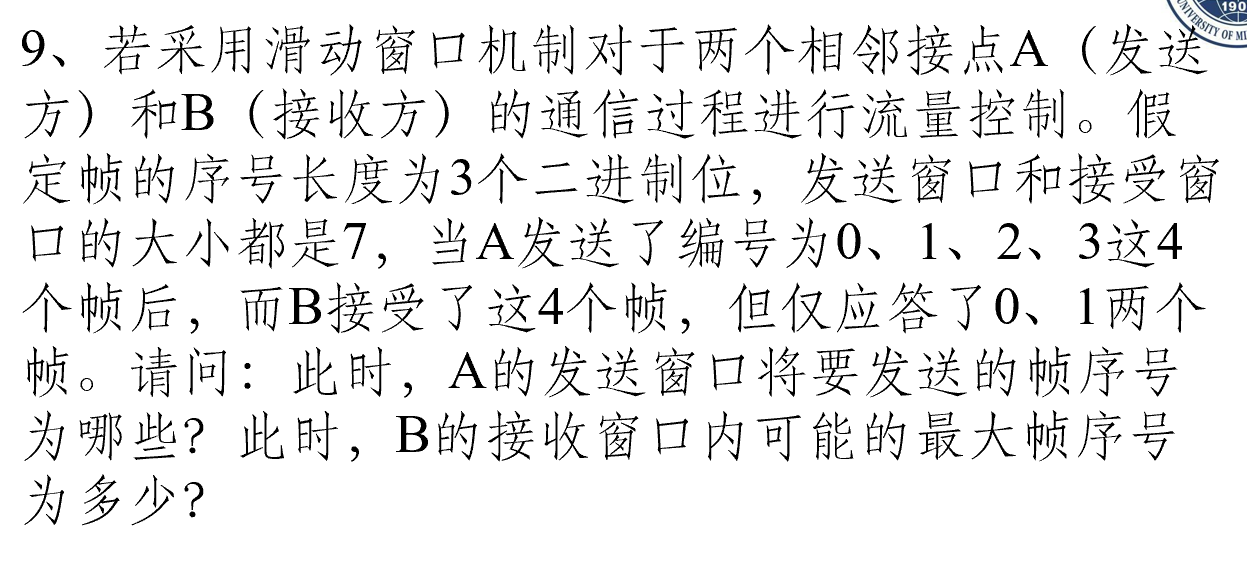 190
UNIVERSITY OF MI
9、若采用滑动窗口机制对于两个相邻接点A（发送
方）和B（接收方）的通信过程进行流量控制。假
定帧的序号长度为3个二进制位，发送窗口和接受窗
口的大小都是7，当A发送了编号为0、1、2、3这4
个帧后，而B接受了这4个帧，但仅应答了0、1两个
帧。请问：此时，A的发送窗口将要发送的帧序号
为哪些？此时，B的接收窗口内可能的最大帧序号
为多少？